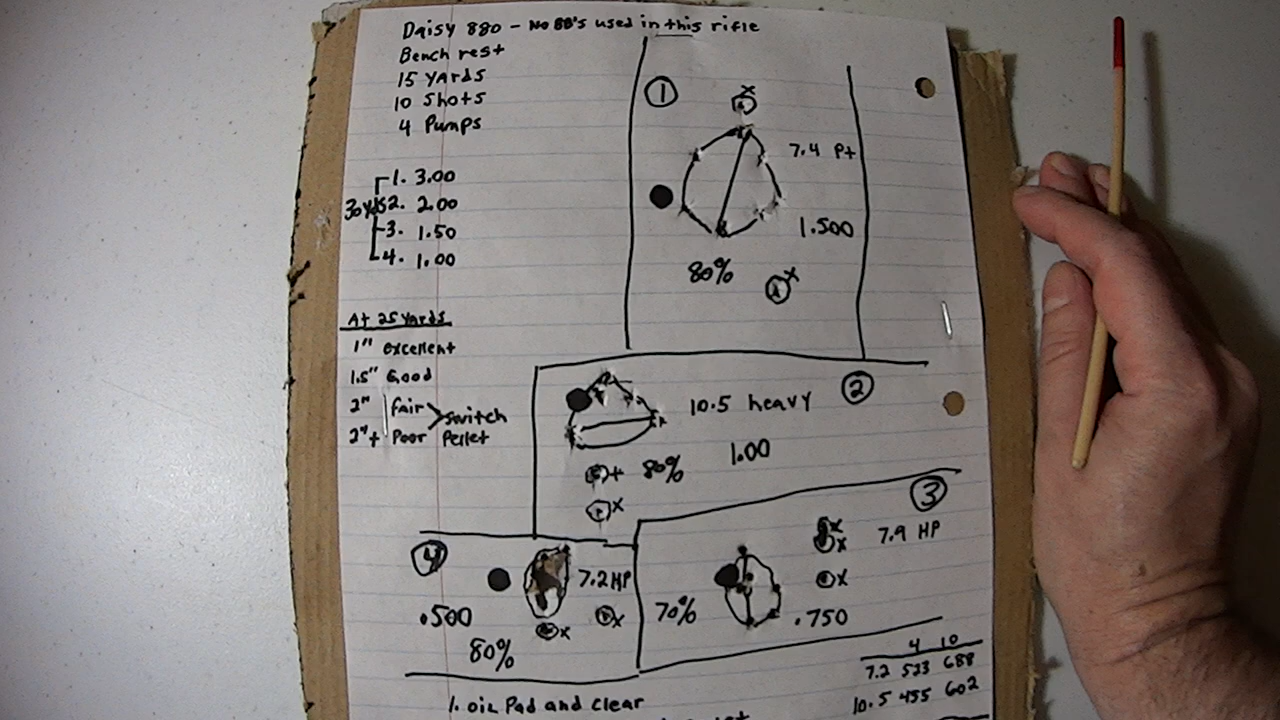 Daisy 880 - No BB's used in this rifle
Bench rest
15 Yards
10 Shots
4 Pumps
30 Yds
1. 3.00
2. 2.00
3. 1.50
4. 1.00
At 25 Yards
1" excellent
1.5" Good
2" Fair
2"+ Poor
Switch
Pellet
1
x
7.4 Pt
1.500
80%
x
2
10.5 heavy
1.00
+ 80%
x
3
x
x
7.9 HP
x
70%
.750
4
7.2 HP
.500
x
x
80%
4 10
7.2 523 688
10.5 455 602
1. oil Pad and clear